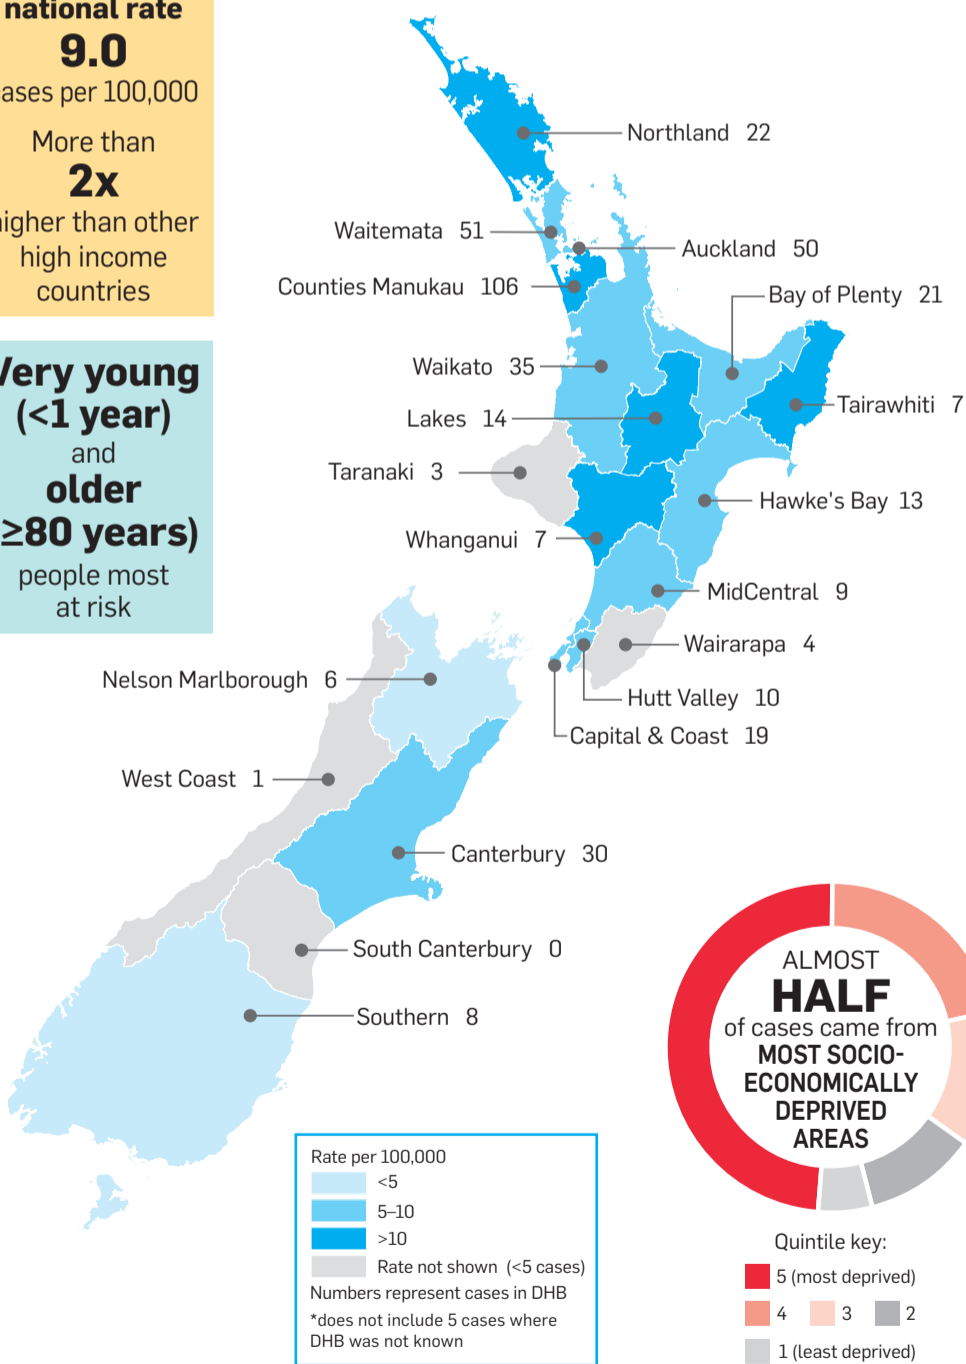 national rate
9.0
ases per 100,000
More than
2x
igher than other
high income
countries
Very young
(<1 year)
and
older
≥80 years)
people most
at risk
Northland 22
Waitemata 51
Auckland 50
Counties Manukau 106
Bay of Plenty 21
Waikato 35
Lakes 14
Tairawhiti 7
Taranaki 3
Hawke's Bay 13
Whanganui 7
MidCentral 9
Wairarapa 4
Nelson Marlborough 6
Hutt Valley 10
Capital & Coast 19
West Coast 1
Canterbury 30
South Canterbury 0
Southern 8
ALMOST
HALF
of cases came from
MOST SOCIO-
ECONOMICALLY
DEPRIVED
AREAS
Rate per 100,000
<5
5–10
>10
Rate not shown (<5 cases)
Numbers represent cases in DHB
*does not include 5 cases where
DHB was not known
Quintile key:
5 (most deprived)
4 3 2
1 (least deprived)